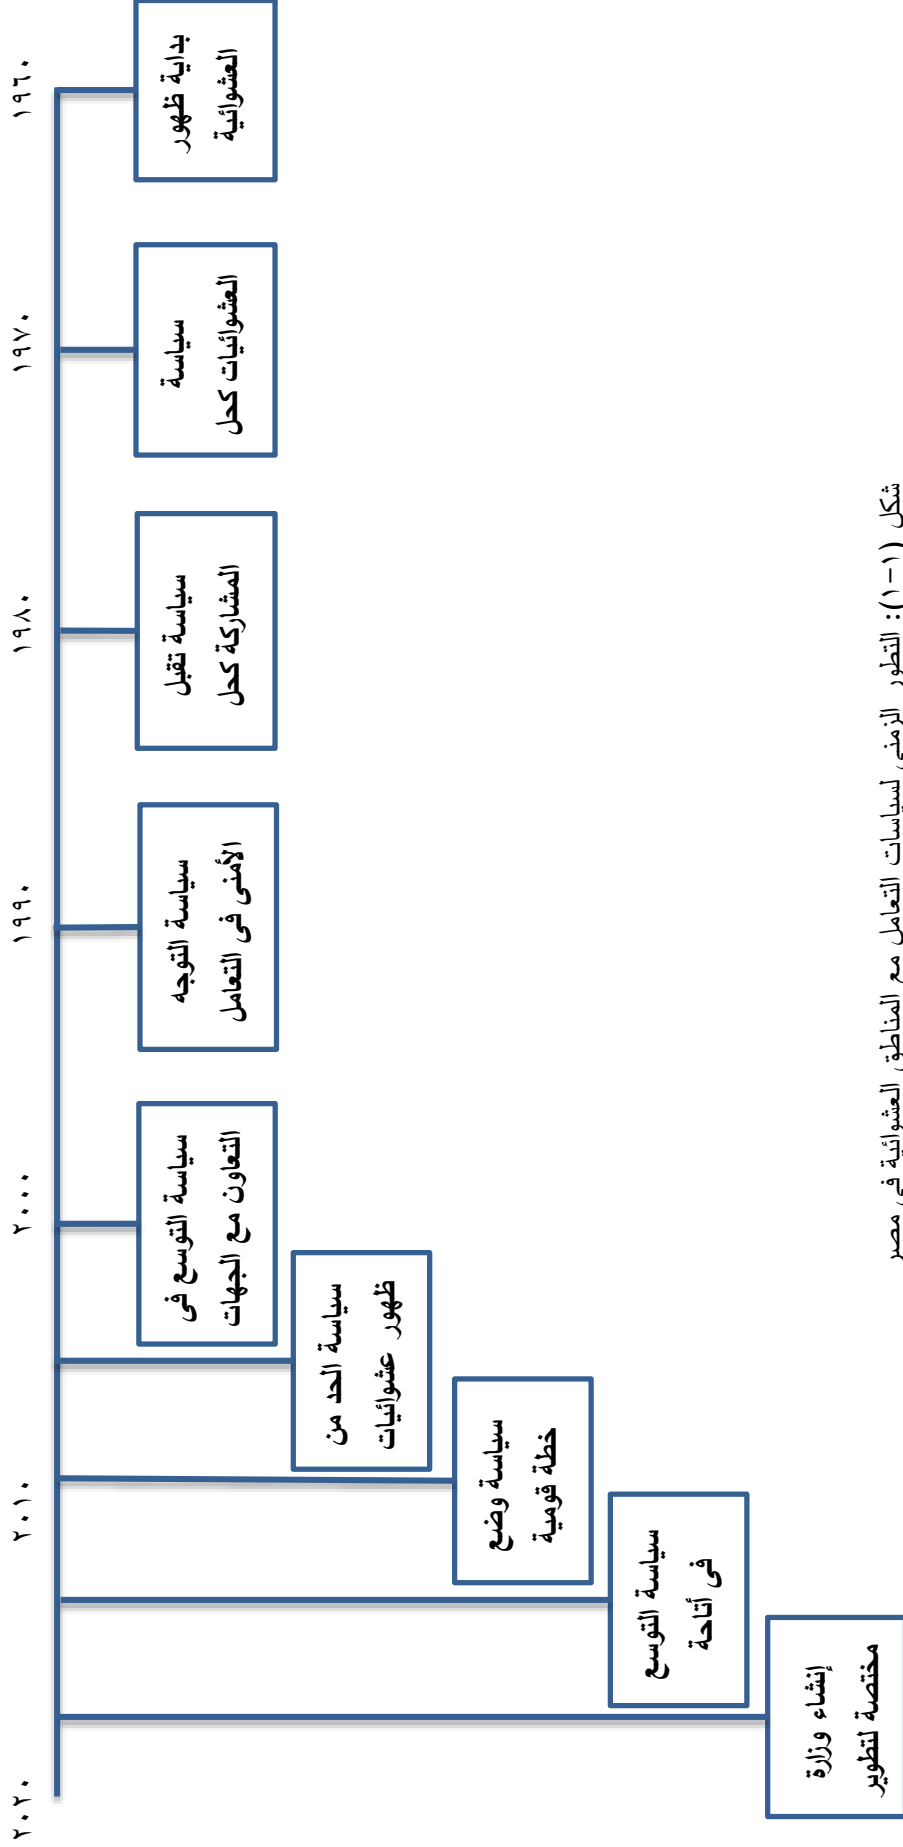 ١٩٦٠
١٩٧٠
١٩٨٠
١٩٩٠
٢٠٠٠
٢٠١٠
٢٠٢٠
بداية ظهور
العشوائية
سياسة
العشوائيات كحل
سياسة تقبل
المشاركة كحل
سياسة التوجه
الأمنى فى التعامل
سياسة التوسع فى
التعاون مع الجهات
سياسة الحد من
ظهور عشوائيات
سياسة وضع
خطة قومية
سياسة التوسع
فى أتاحة
إنشاء وزارة
مختصة لتطوير
شكل (١-١): التطور الزمنى لسياسات التعامل مع المناطق العشوائية فى مصر